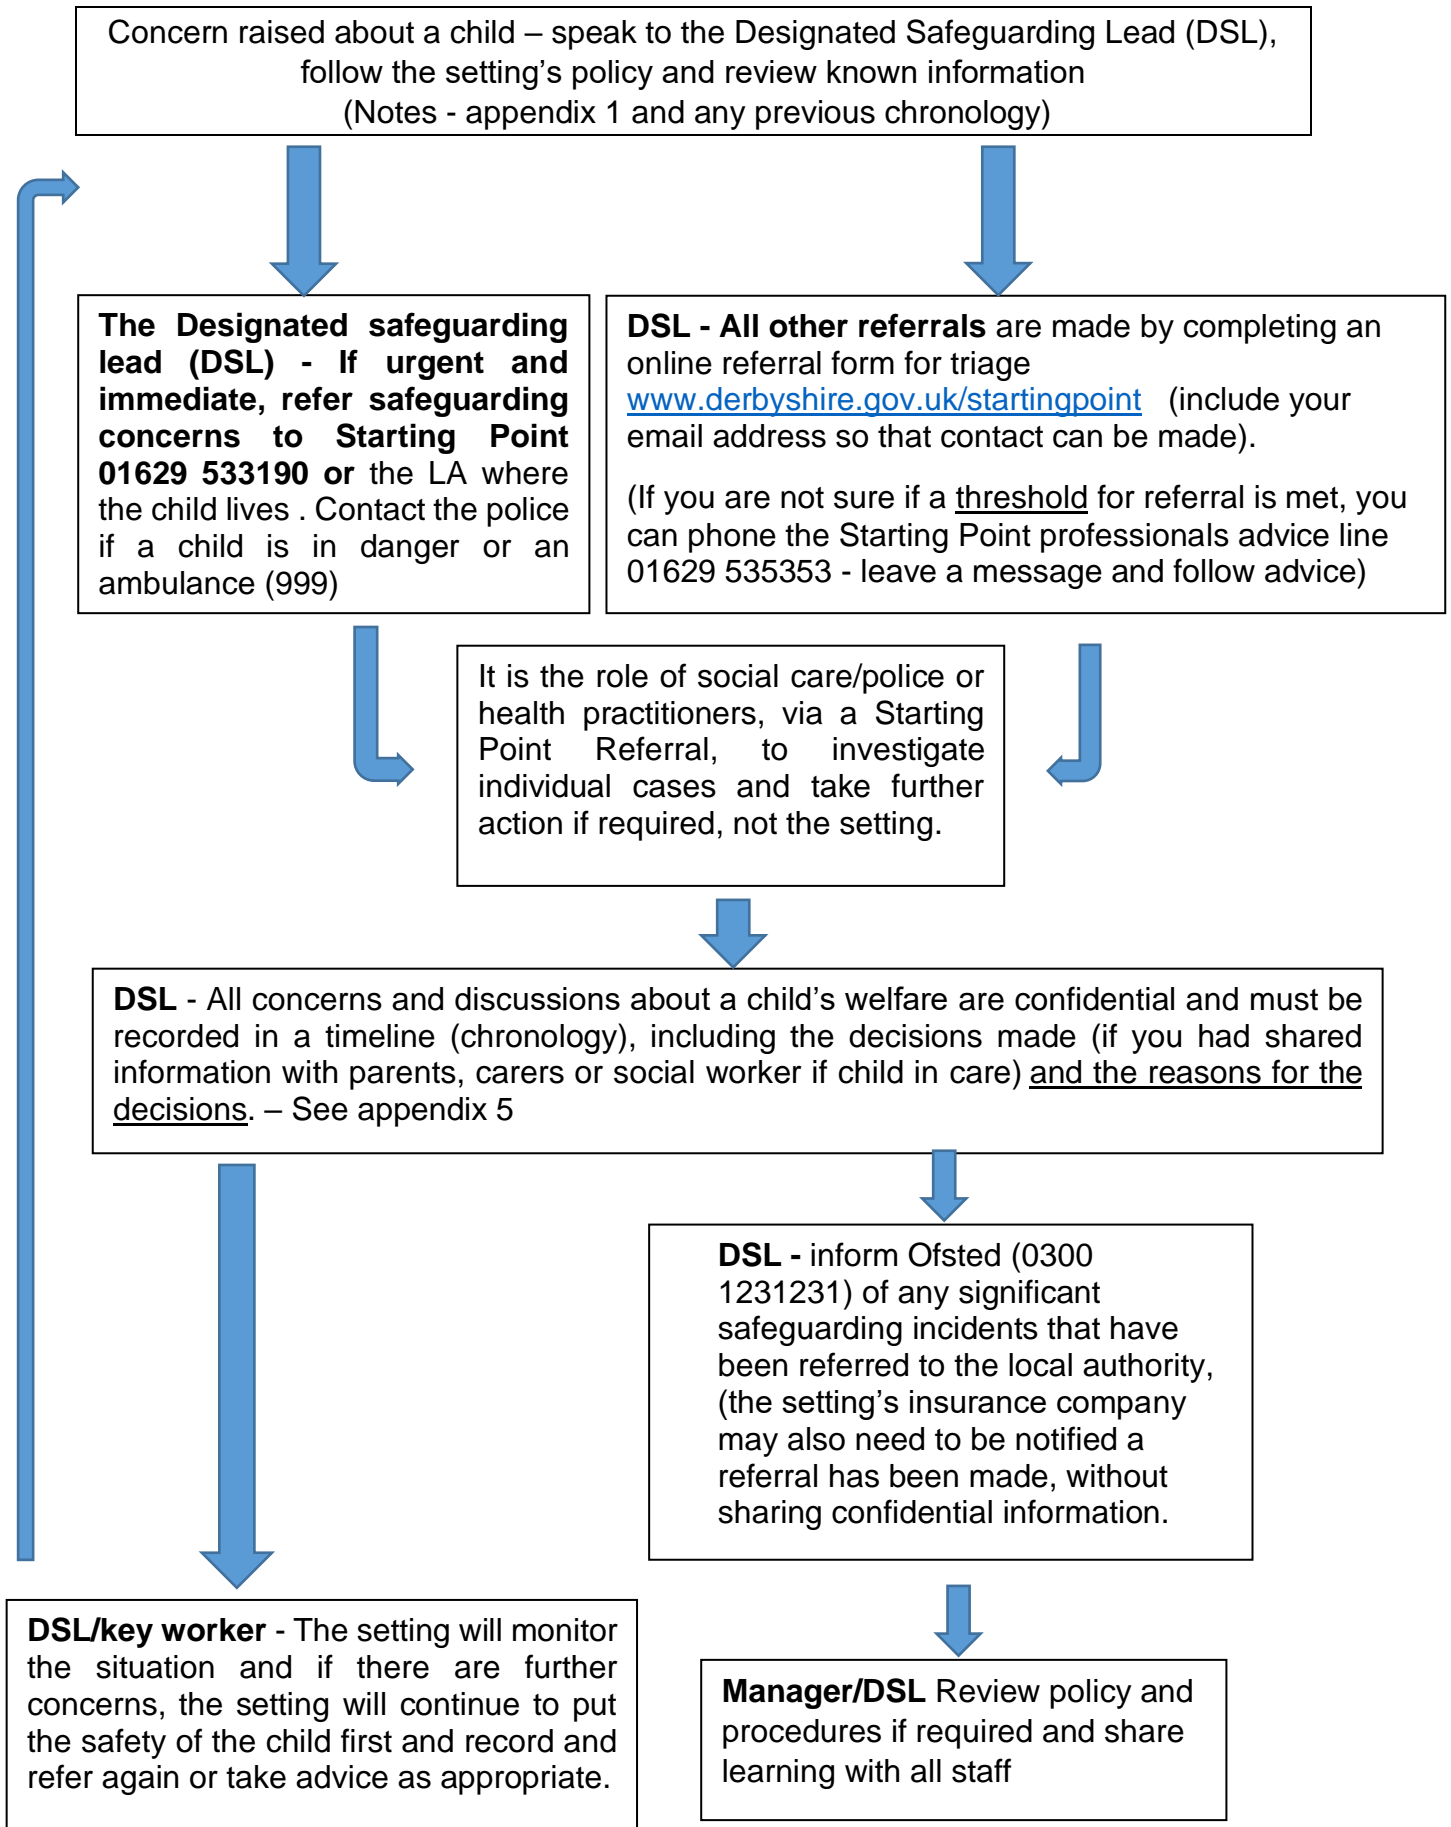 Concern raised about a child – speak to the Designated Safeguarding Lead (DSL),
follow the setting's policy and review known information
(Notes - appendix 1 and any previous chronology)
The Designated safeguarding
lead (DSL) - If urgent and
immediate, refer safeguarding
concerns to Starting Point
01629 533190 or the LA where
the child lives . Contact the police
if a child is in danger or an
ambulance (999)
DSL - All other referrals are made by completing an
online referral form for triage
www.derbyshire.gov.uk/startingpoint (include your
email address so that contact can be made).
(If you are not sure if a threshold for referral is met, you
can phone the Starting Point professionals advice line
01629 535353 - leave a message and follow advice)
It is the role of social care/police or
health practitioners, via a Starting
Point Referral, to investigate
individual cases and take further
action if required, not the setting.
DSL - All concerns and discussions about a child's welfare are confidential and must be
recorded in a timeline (chronology), including the decisions made (if you had shared
information with parents, carers or social worker if child in care) and the reasons for the
decisions. – See appendix 5
DSL - inform Ofsted (0300
1231231) of any significant
safeguarding incidents that have
been referred to the local authority,
(the setting's insurance company
may also need to be notified a
referral has been made, without
sharing confidential information.
DSL/key worker - The setting will monitor
the situation and if there are further
concerns, the setting will continue to put
the safety of the child first and record and
refer again or take advice as appropriate.
Manager/DSL Review policy and
procedures if required and share
learning with all staff